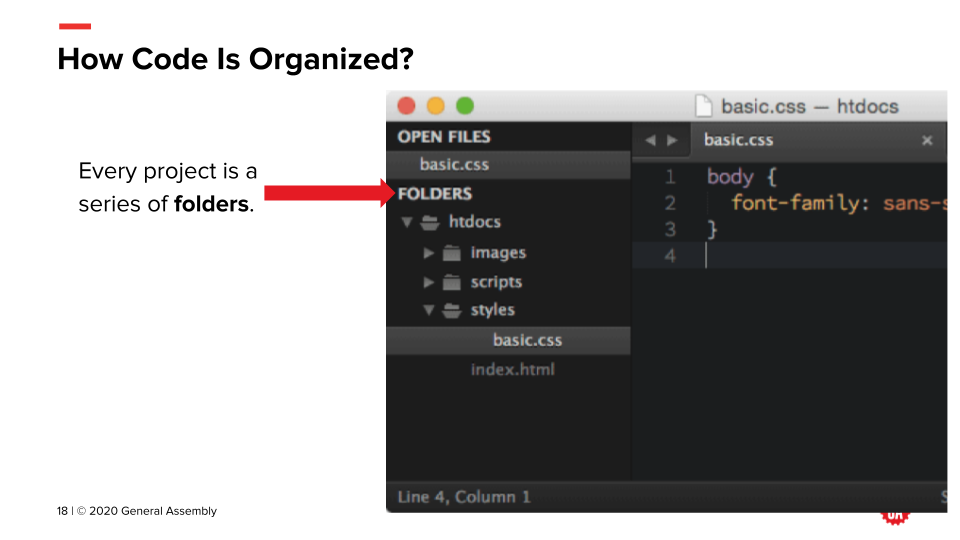 How Code Is Organized?
Every project is a
series of folders.
basic.css — htdocs
OPEN FILES
basic.css
FOLDERS
htdocs
images
scripts
styles
basic.css
index.html
basic.css ×
1 body {
2 font-family: sans-s
3 }
4
Line 4, Column 1
18 | © 2020 General Assembly